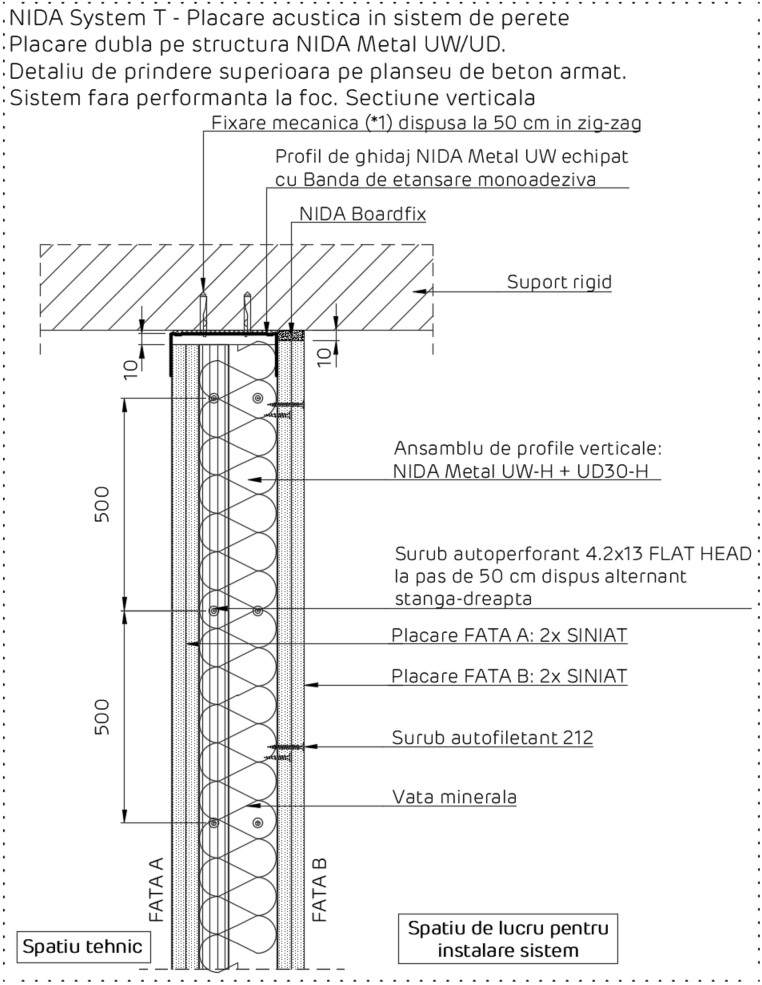 NIDA System T - Placare acustica in sistem de perete
Placare dubla pe structura NIDA Metal UW/UD.
Detaliu de prindere superioara pe planseu de beton armat.
Sistem fara performanta la foc. Sectiune verticala
Fixare mecanica (*1) dispusa la 50 cm in zig-zag
Profil de ghidaj NIDA Metal UW echipat
cu Banda de etansare monoadeziva
NIDA Boardfix
Suport rigid
10
10
Ansamblu de profile verticale:
NIDA Metal UW-H + UD30-H
500
Surub autoperforant 4.2x13 FLAT HEAD
la pas de 50 cm dispus alternant
stanga-dreapta
Placare FATA A: 2x SINIAT
Placare FATA B: 2x SINIAT
500
Surub autofiletant 212
Vata minerala
FATA A
FATA B
Spatiu tehnic
Spatiu de lucru pentru
instalare sistem